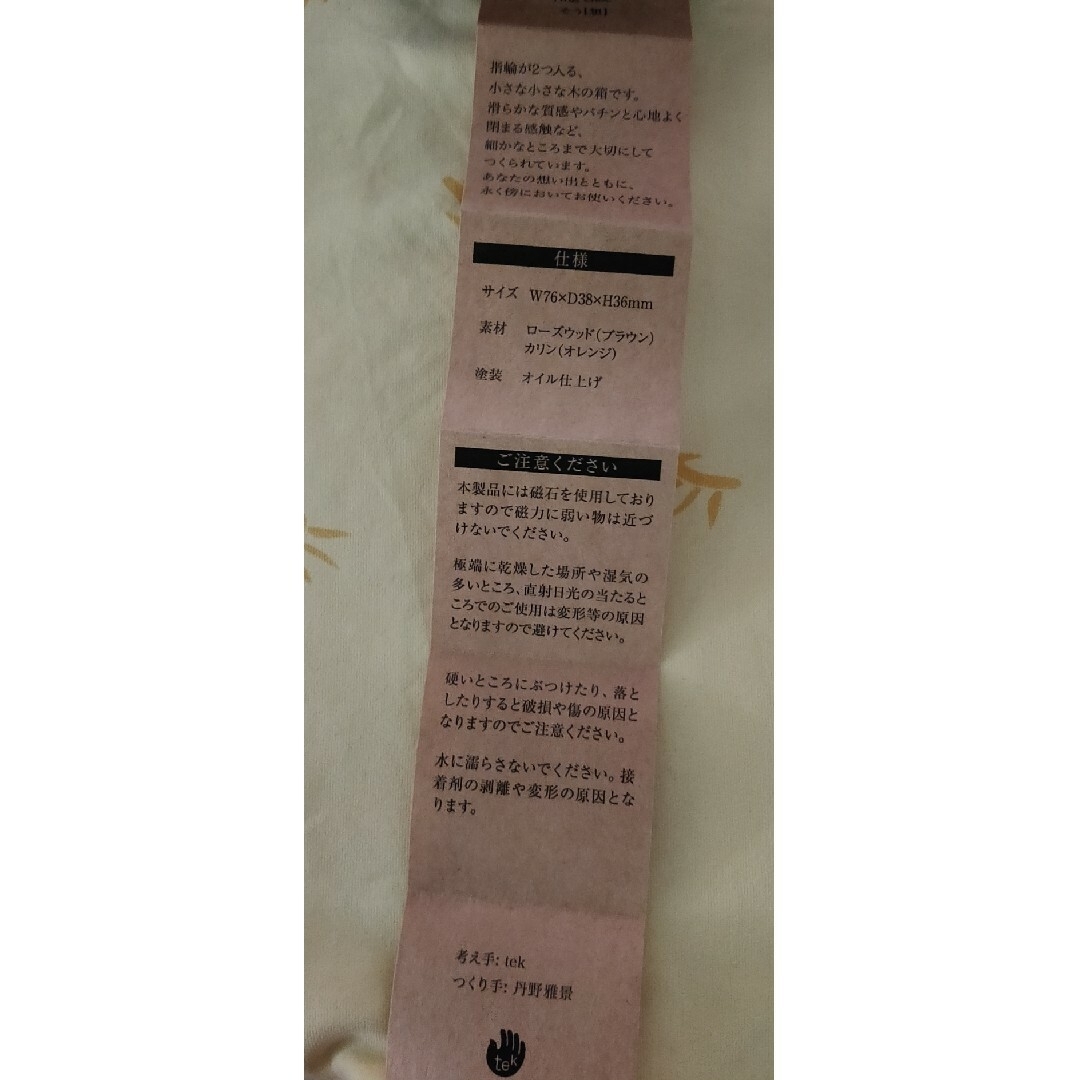 指輪が2つ入る、
小さな小さな木の箱です。
滑らかな質感やパチンと心地よく
閉まる感触など、
細かなところまで大切にして
つくられています。
あなたの想い出とともに、
永く傍においてお使いください。
仕様
サイズ W76×D38×H36mm
素材 ローズウッド(ブラウン)
カリン(オレンジ)
塗装 オイル仕上げ
ご注意ください
本製品には磁石を使用しており
ますので磁力に弱い物は近づ
けないでください。
極端に乾燥した場所や湿気の
多いところ、直射日光の当たると
ころでのご使用は変形等の原因
となりますので避けてください。
硬いところにぶつけたり、落と
したりすると破損や傷の原因と
なりますのでご注意ください。
水に濡らさないでください。接
着剤の剥離や変形の原因とな
ります。
考え手: tek
つくり手: 丹野雅景
tek